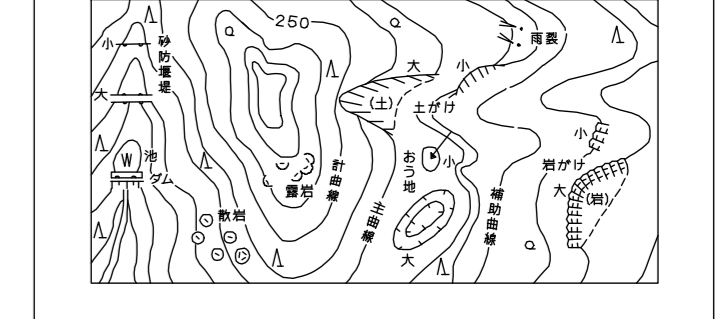 250
小
砂防堰堤
大
W
池
ダム
散岩
露岩
計曲線
主曲線
大
(土)
土がけ
小
雨裂
おう地
小
大
補助曲線
小
岩がけ
大
(岩)